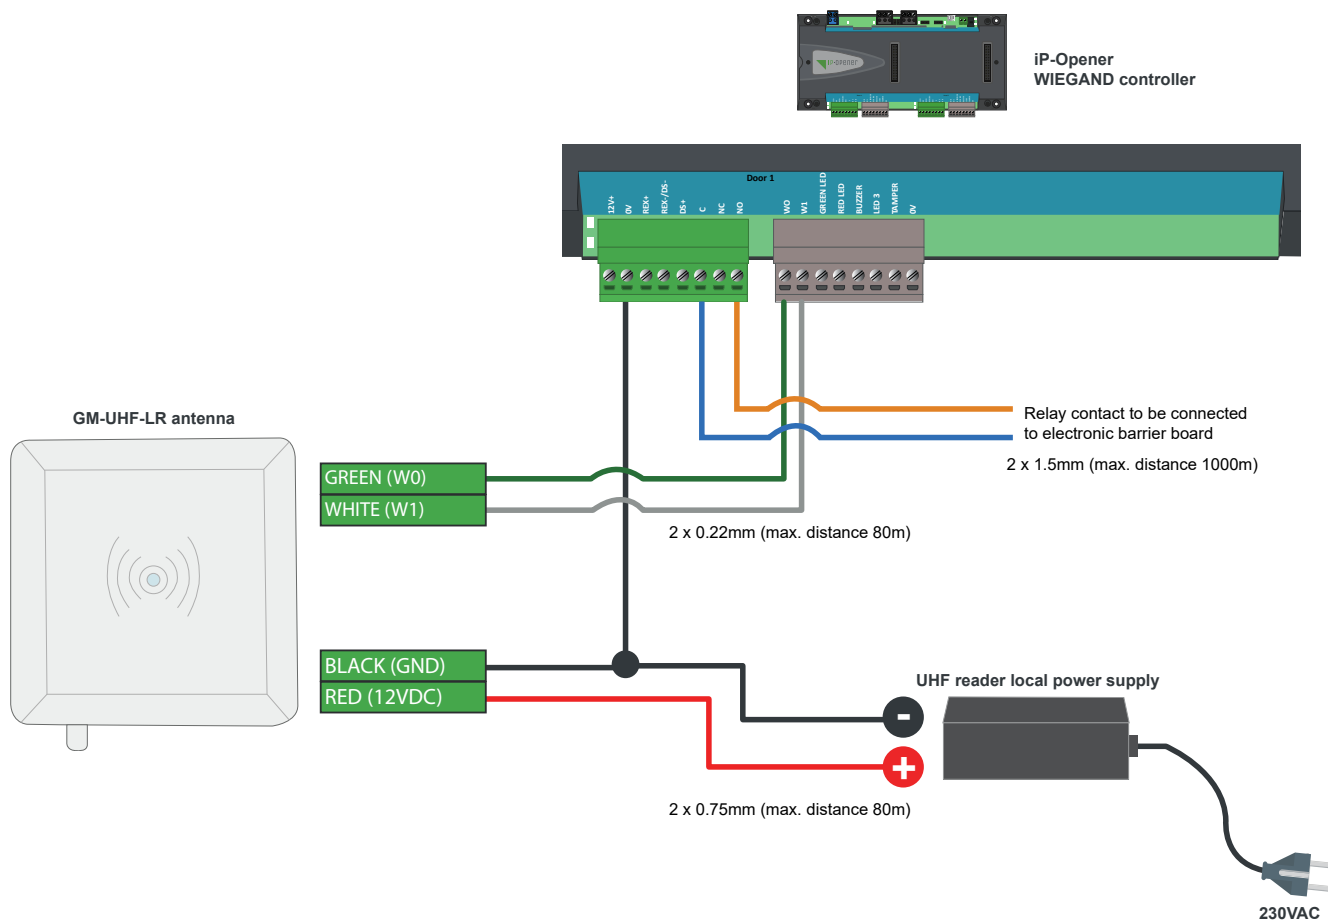 iP-OPENER
iP-Opener
WIEGAND controller
Door 1
12V+
0V
REX+
REX-/DS-
DS+
C
NC
NO
WO
W1
GREEN LED
RED LED
BUZZER
LED 3
TAMPER
0V
Relay contact to be connected
to electronic barrier board
2 x 1.5mm (max. distance 1000m)
GM-UHF-LR antenna
GREEN (W0)
WHITE (W1)
2 x 0.22mm (max. distance 80m)
BLACK (GND)
RED (12VDC)
UHF reader local power supply
-
+
2 x 0.75mm (max. distance 80m)
230VAC